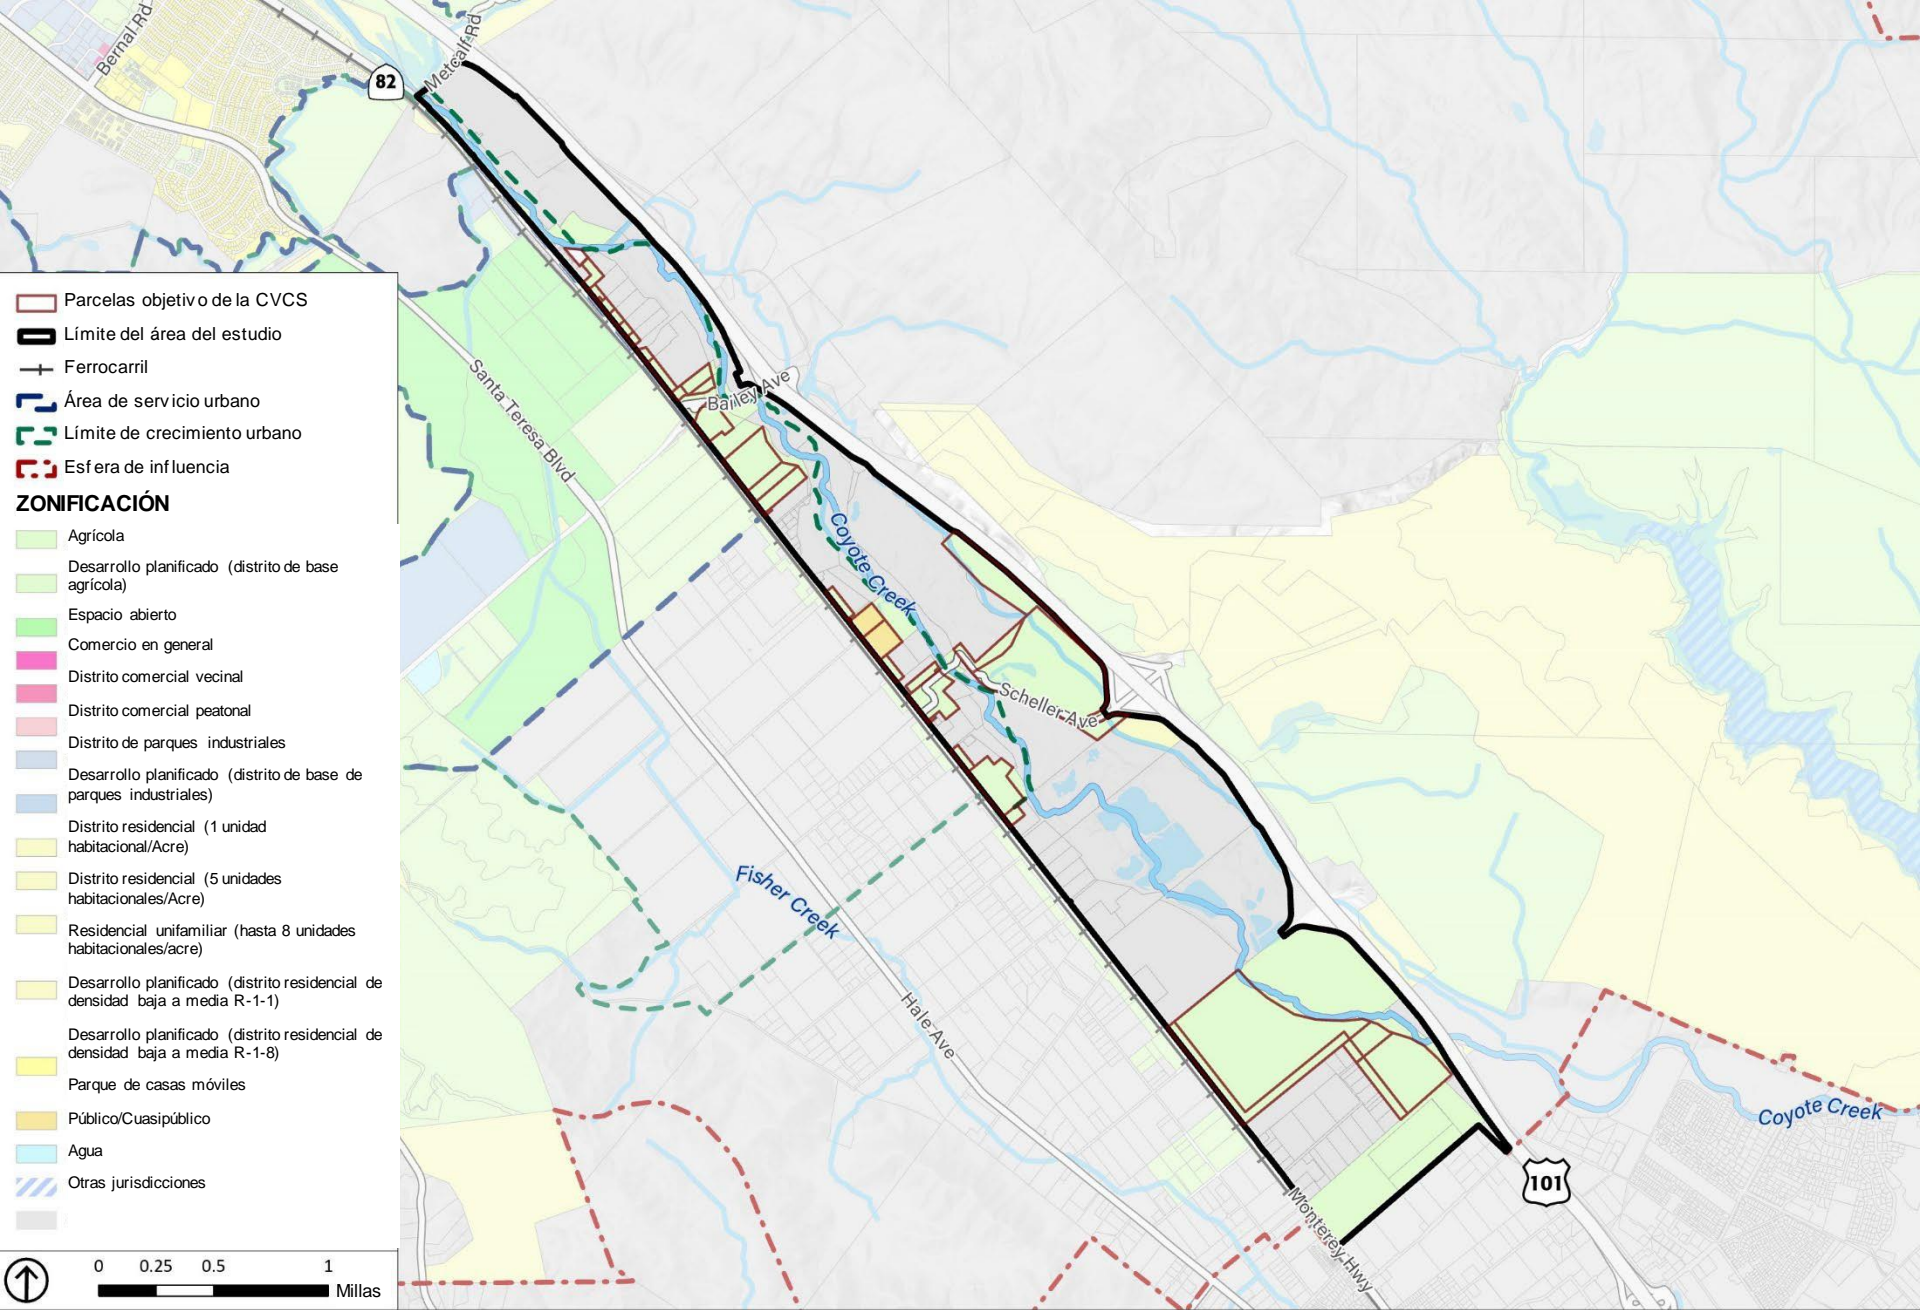 Bernal Rd
Metcalf Rd
82
Parcelas objetivo de la CVCS
Límite del área del estudio
Ferrocarril
Área de servicio urbano
Límite de crecimiento urbano
Esfera de influencia
ZONIFICACIÓN
Agrícola
Desarrollo planificado (distrito de base
agrícola)
Espacio abierto
Comercio en general
Distrito comercial vecinal
Distrito comercial peatonal
Distrito de parques industriales
Desarrollo planificado (distrito de base de
parques industriales)
Distrito residencial (1 unidad
habitacional/Acre)
Distrito residencial (5 unidades
habitacionales/Acre)
Residencial unifamiliar (hasta 8 unidades
habitacionales/acre)
Desarrollo planificado (distrito residencial de
densidad baja a media R-1-1)
Desarrollo planificado (distrito residencial de
densidad baja a media R-1-8)
Parque de casas móviles
Público/Cuasipúblico
Agua
Otras jurisdicciones
0 0.25 0.5 1
Millas
Santa Teresa Blvd
Bailey Ave
Coyote Creek
Scheller Ave
Fisher Creek
Hale Ave
Coyote Creek
101
Monterey Hwy